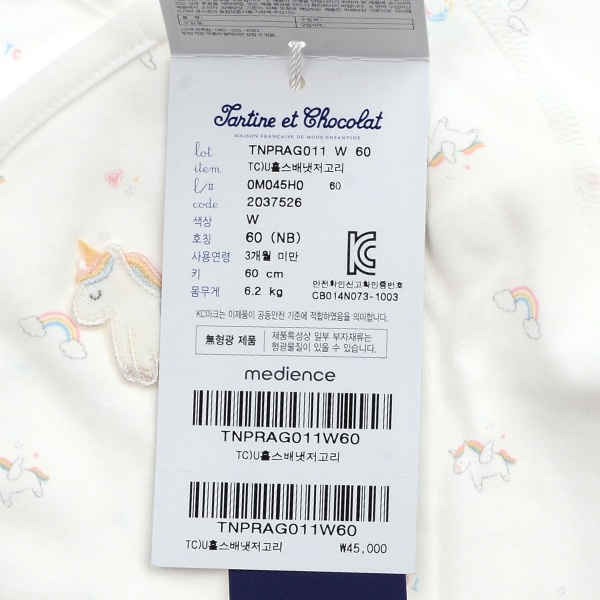 Tartine et Chocolat
MAISON FRANÇAISE DE MODE ENFANTINE
lot TNPRAG011 W 60
item TC)U홀스배냇저고리
l/# 0M045H0 60
code 2037526
색상 W
호칭 60 (NB)
사용연령 3개월 미만
키 60 cm
몸무게 6.2 kg
안전확인신고확인증번호
CB014N073-1003
KC마크는 이제품이 공통안전 기준에 적합하였음을 의미합니다.
無형광 제품
제품특성상 일부 부자재류는
형광물질이 있을 수 있습니다.
medience
TNPRAG011W60
TC)U홀스배냇저고리
TNPRAG011W60
TC)U홀스배냇저고리 ₩45,000
TC